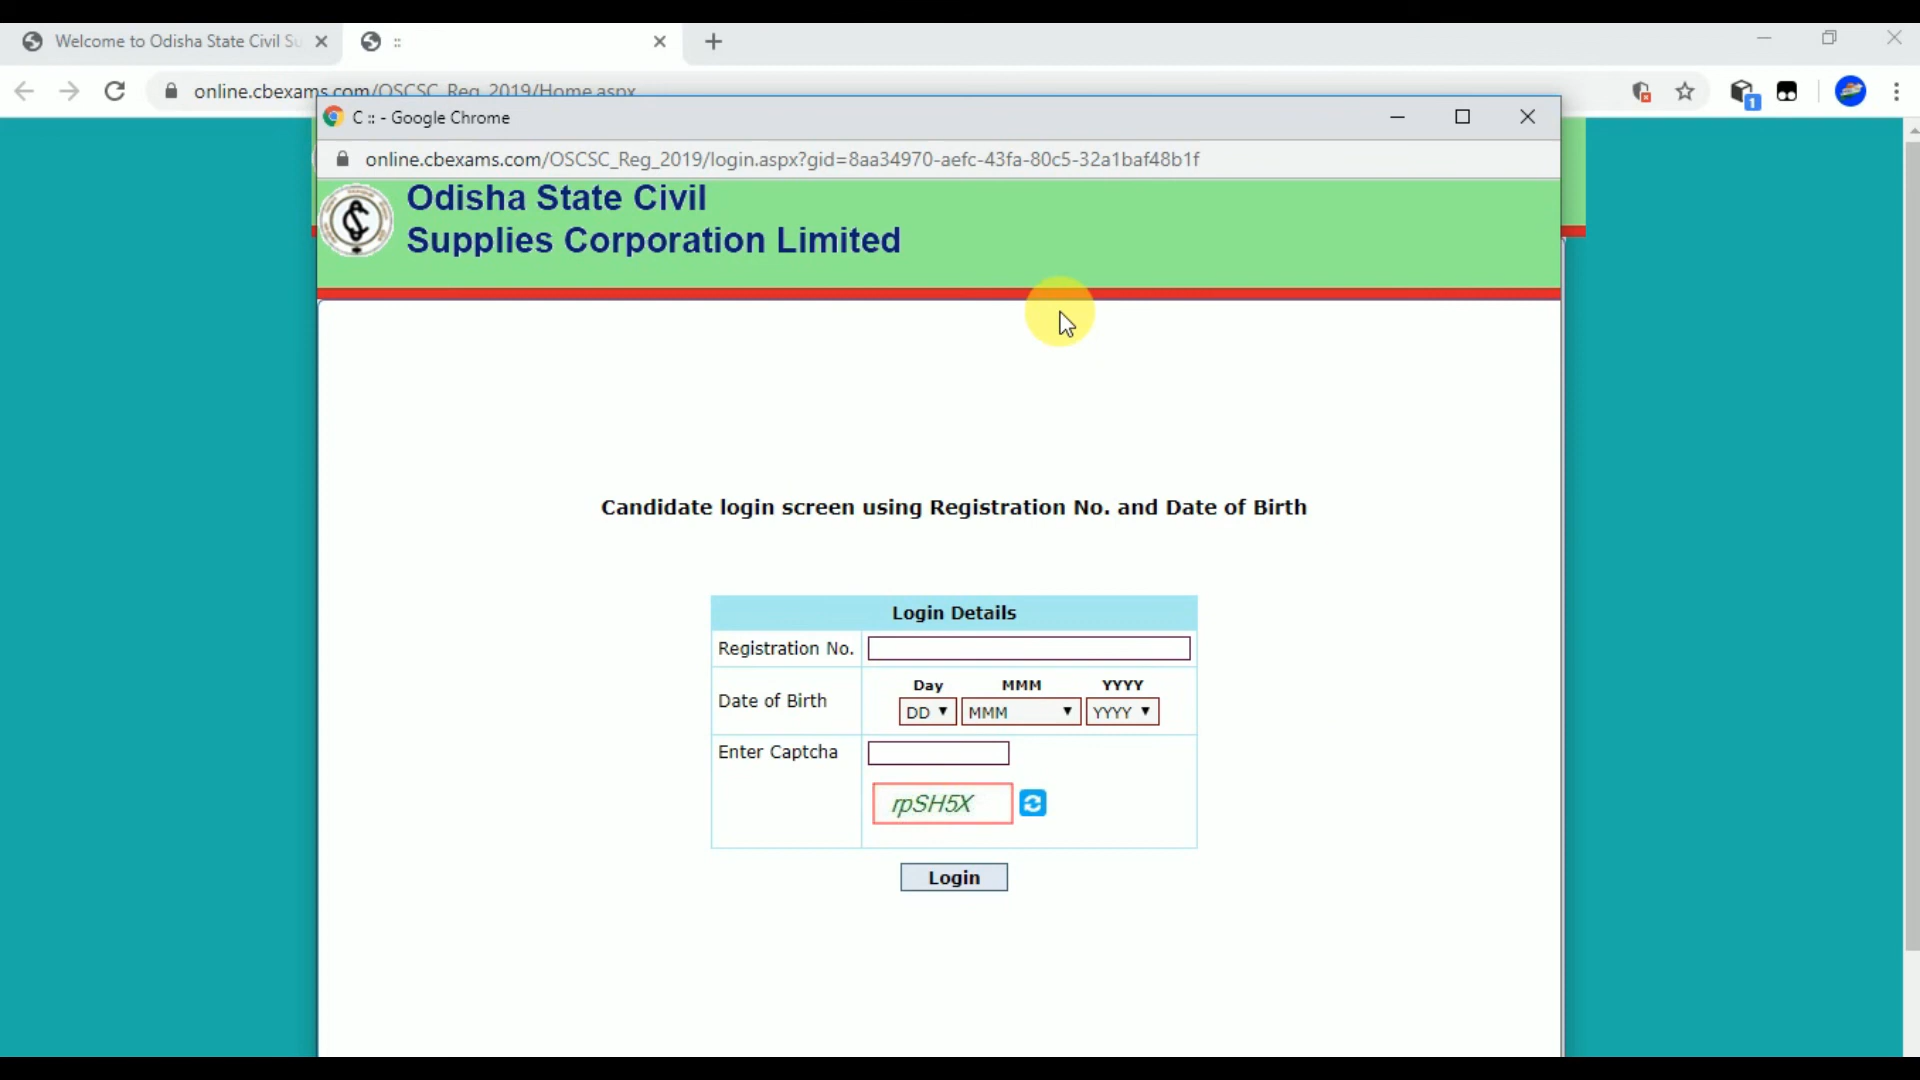 Welcome to Odisha State Civil Su
::
online.cbexams.com/OSCSC_Reg_2019/Home.aspx
1
C :: - Google Chrome
online.cbexams.com/OSCSC_Reg_2019/login.aspx?gid=8aa34970-aefc-43fa-80c5-32a1baf48b1f
Odisha State Civil
Supplies Corporation Limited
Candidate login screen using Registration No. and Date of Birth
Login Details
Registration No.
Day MMM YYYY
Date of Birth
DD MMM YYYY
Enter Captcha
rpSH5X
Login